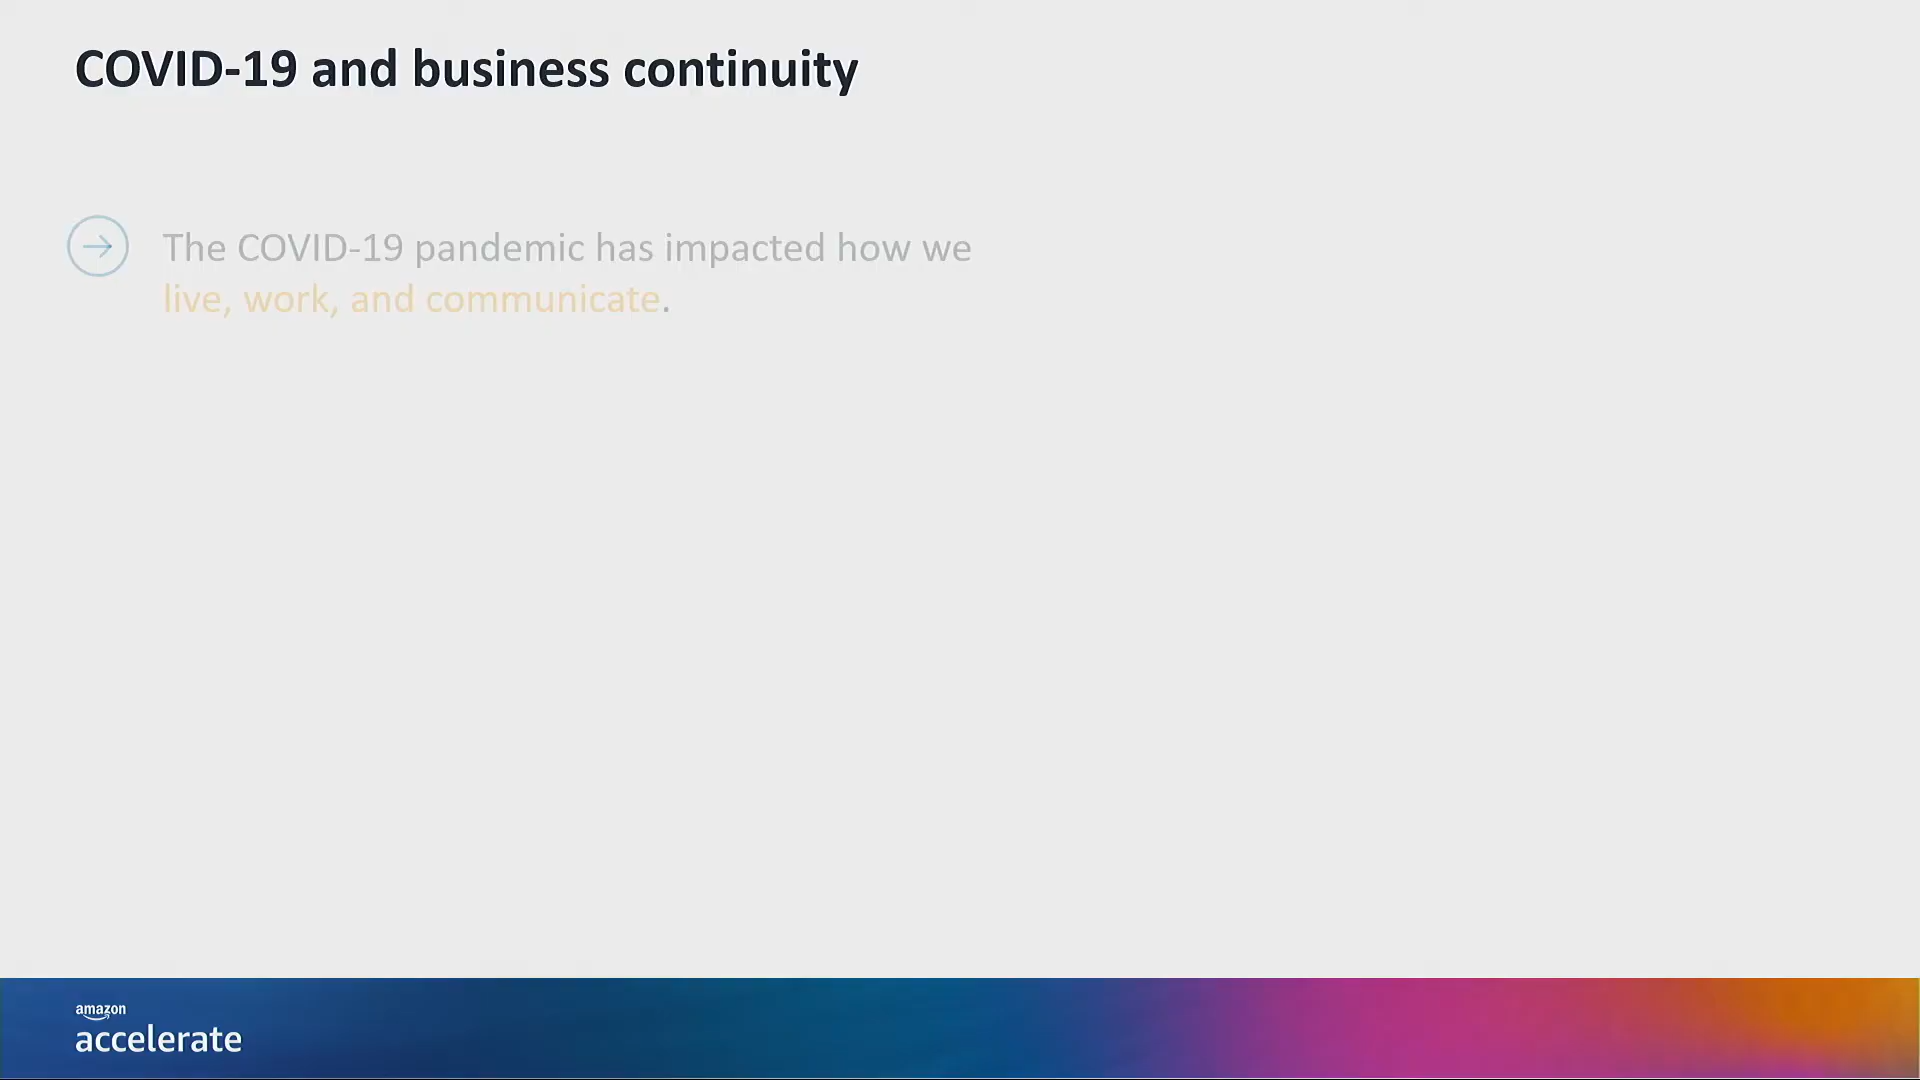 COVID-19 and business continuity
The COVID-19 pandemic has impacted how we
live, work, and communicate.
amazon
accelerate